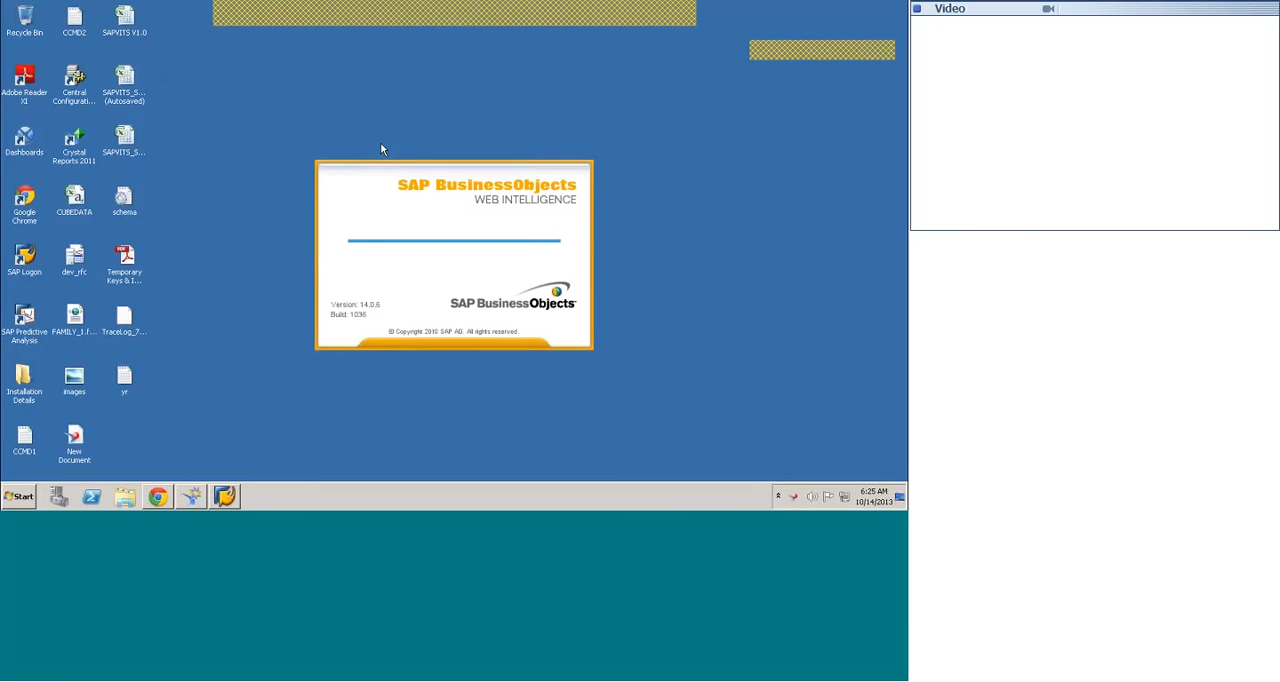 Video
Recycle Bin
CCMD2
SAPVITS V1.0
Adobe Reader
XI
Central
Configurati...
SAPVITS_S...
(Autosaved)
Dashboards
Crystal
Reports 2011
SAPVITS_S...
Google
Chrome
CUBEDATA
schema
SAP Logon
dev_rfc
Temporary
Keys & I...
SAP Predictive
Analysis
FAMILY_1.f...
TraceLog_7...
Installation
Details
images
yr
CCMD1
New
Document
SAP BusinessObjects
WEB INTELLIGENCE
Version: 14.0.6
Build: 1036
SAP BusinessObjects
© Copyright 2010 SAP AG. All rights reserved.
Start
6:25 AM
10/14/2013